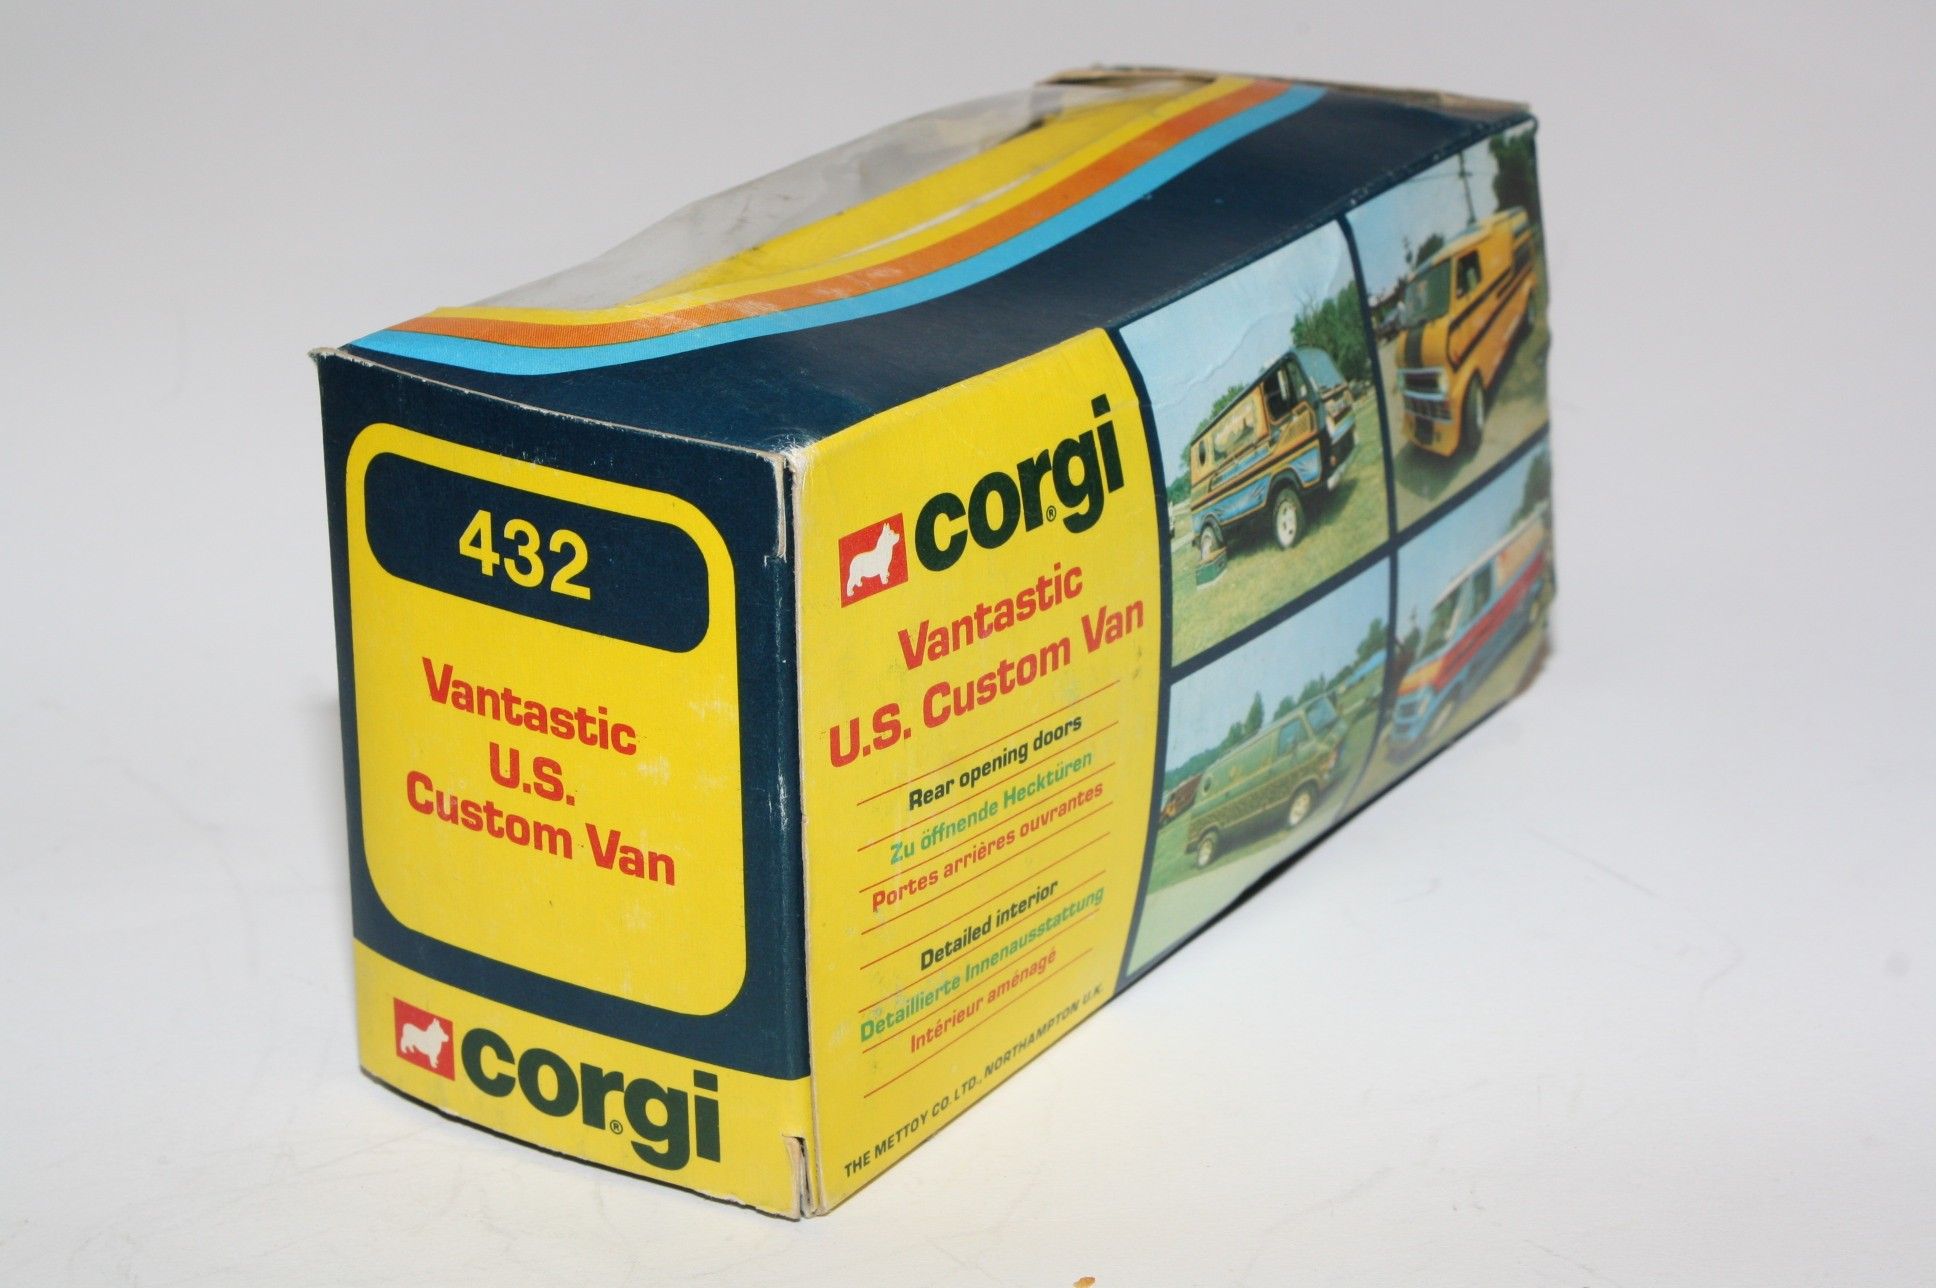 432
Vantastic
U.S.
Custom Van
corgi®
corgi®
Vantastic
U.S. Custom Van
Rear opening doors
Zu öffnende Hecktüren
Portes arrières ouvrantes
Detailed interior
Detaillierte Innenausstattung
Intérieur aménagé
THE METTOY CO. LTD., NORTHAMPTON U.K.